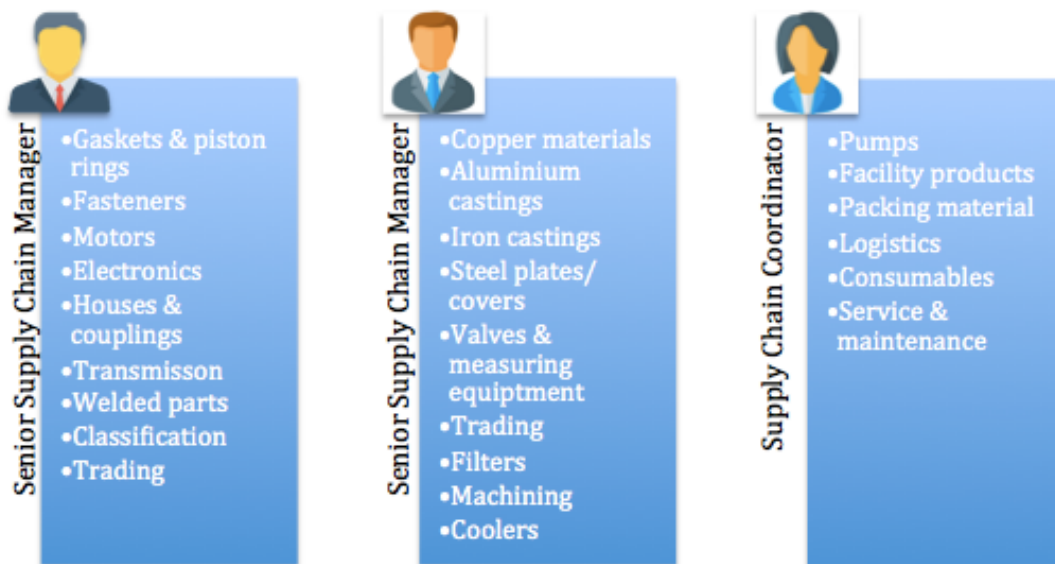 Senior Supply Chain Manager
•Gaskets & piston
rings
•Fasteners
•Motors
•Electronics
•Houses &
couplings
•Transmisson
•Welded parts
•Classification
•Trading
Senior Supply Chain Manager
•Copper materials
•Aluminium
castings
•Iron castings
•Steel plates/
covers
•Valves &
measuring
equiptment
•Trading
•Filters
•Machining
•Coolers
Supply Chain Coordinator
•Pumps
•Facility products
•Packing material
•Logistics
•Consumables
•Service &
maintenance